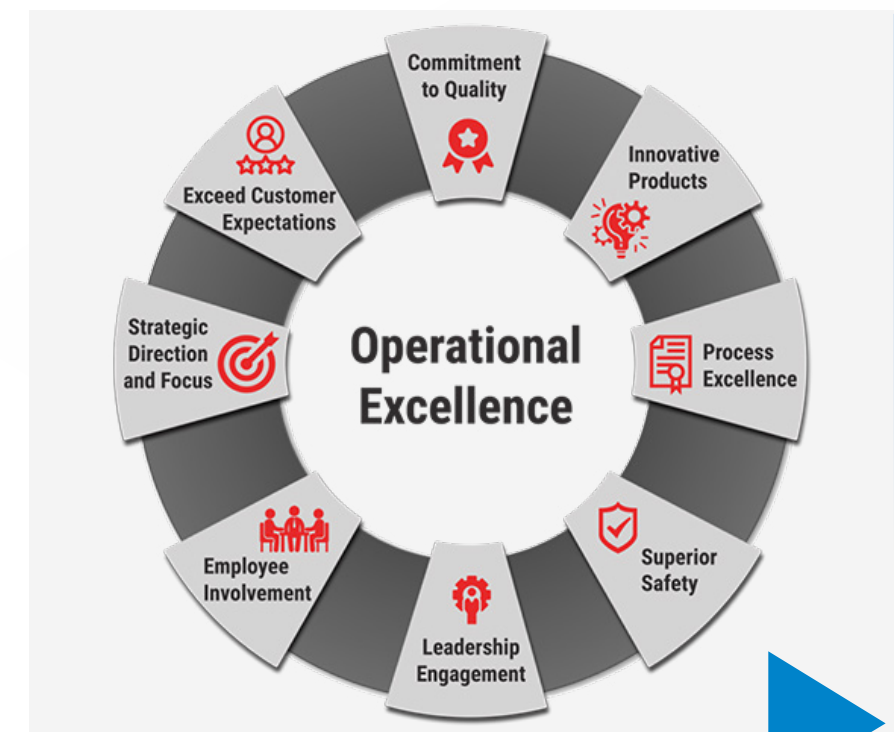 Commitment
to Quality
Innovative
Products
Process
Excellence
Superior
Safety
Leadership
Engagement
Employee
Involvement
Strategic
Direction
and Focus
Exceed Customer
Expectations
Operational
Excellence